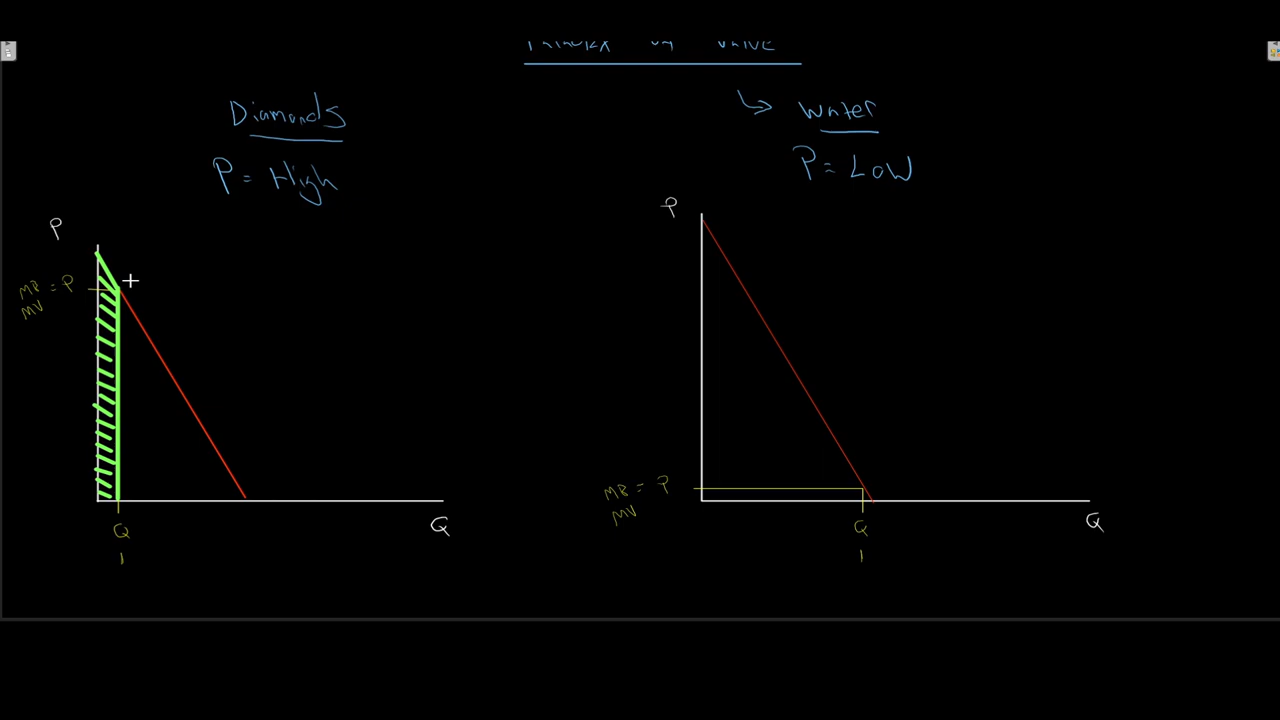 Diamonds
P = High
Water
P = Low
P
MB = P
MV
Q
1
Q
P
MB = P
MV
Q
1
Q